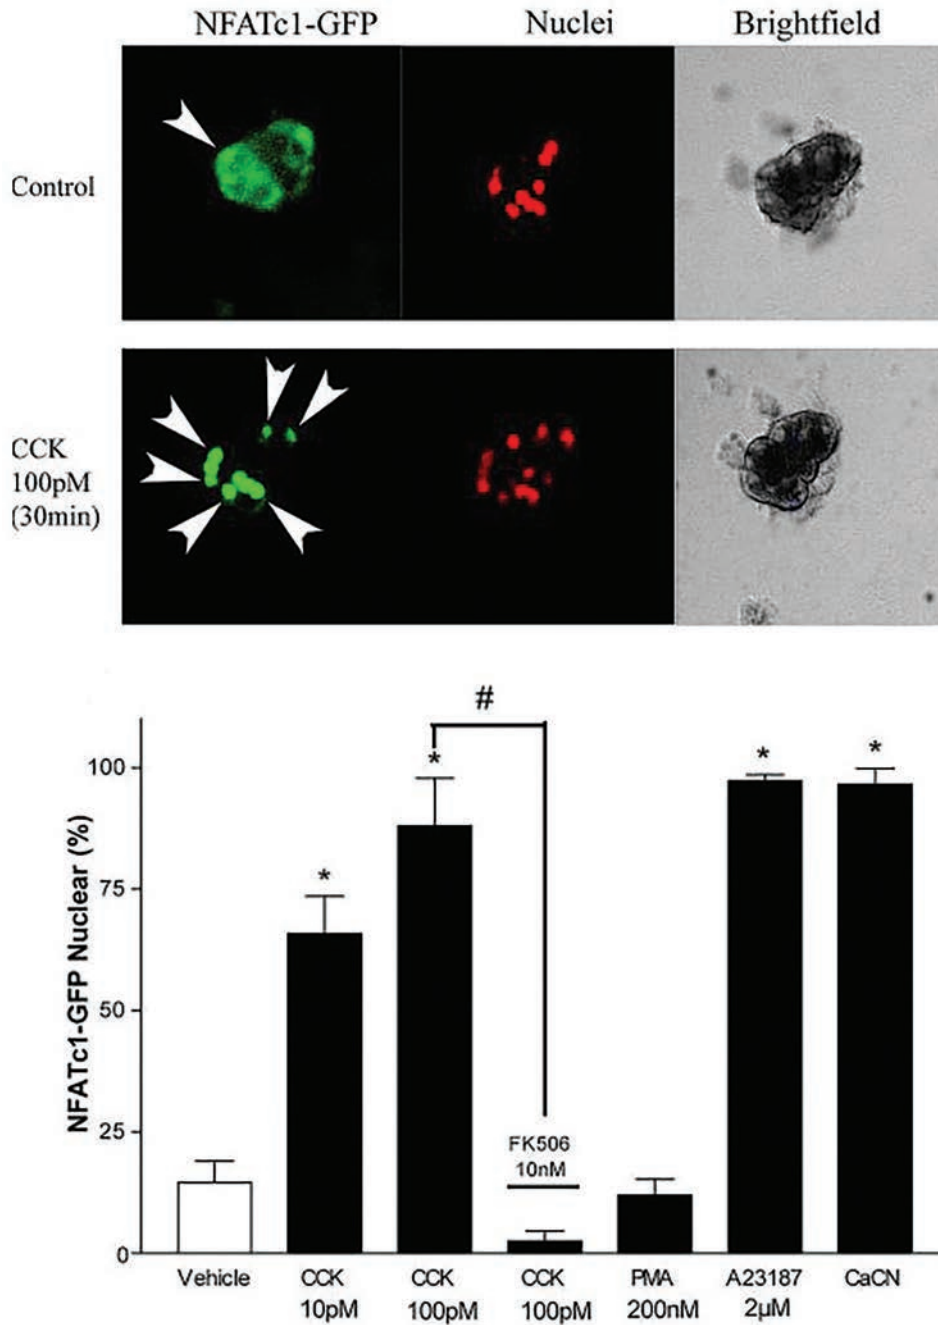 NFATc1-GFP Nuclei Brightfield
Control
CCK
100pM
(30min)
#
* * * *
NFATc1-GFP Nuclear (%)
100
75
50
25
0
FK506
10nM
Vehicle CCK CCK CCK PMA A23187 CaCN
10pM 100pM 100pM 200nM 2µM